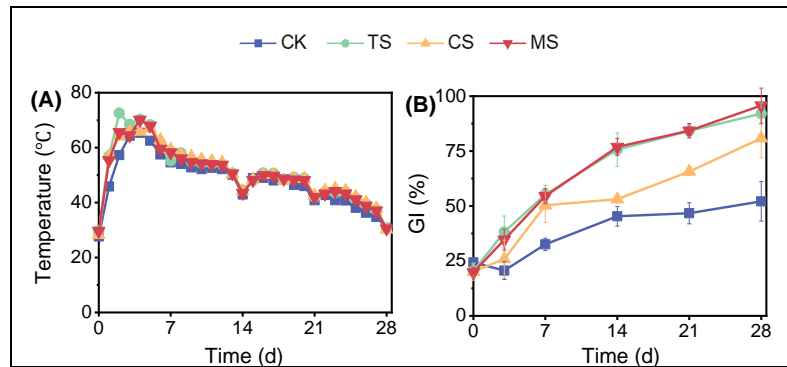 CK TS CS MS
(A)
80
60
40
20
0
Temperature (℃)
0 7 14 21 28
Time (d)
(B)
100
75
50
25
0
GI (%)
0 7 14 21 28
Time (d)